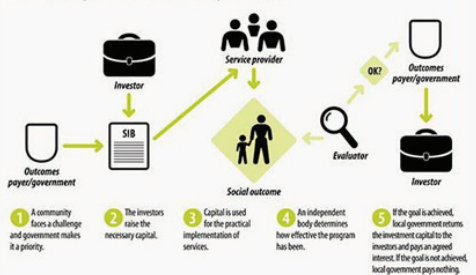 Service provider
OK?
Outcomes
payer/government
Investor
SIB
Outcomes
payer/government
Evaluator
Investor
Social outcome
1 A community
faces a challenge
and government makes
it a priority.
2 The investors
raise the
necessary capital.
3 Capital is used
for the practical
implementation of
services.
4 An independent
body determines
how effective the program
has been.
5 If the goal is achieved,
local government returns
the investment capital to the
investors and pays an agreed
interest. If the goal is not achieved,
local government pays nothing.